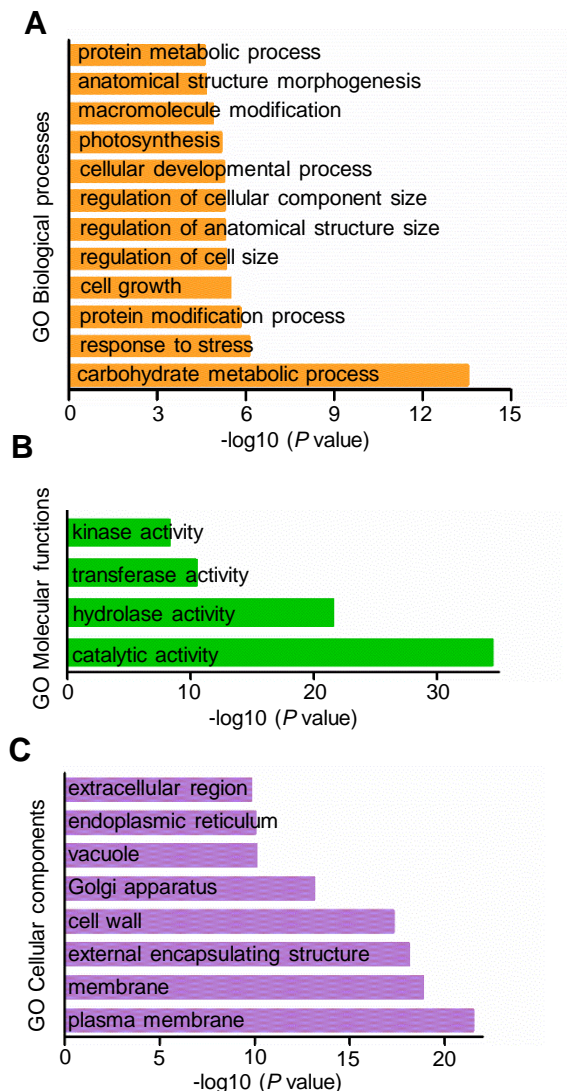 A
GO Biological processes
protein metabolic process
anatomical structure morphogenesis
macromolecule modification
photosynthesis
cellular developmental process
regulation of cellular component size
regulation of anatomical structure size
regulation of cell size
cell growth
protein modification process
response to stress
carbohydrate metabolic process
0 3 6 9 12 15
-log10 (P value)
B
GO Molecular functions
kinase activity
transferase activity
hydrolase activity
catalytic activity
0 10 20 30
-log10 (P value)
C
GO Cellular components
extracellular region
endoplasmic reticulum
vacuole
Golgi apparatus
cell wall
external encapsulating structure
membrane
plasma membrane
0 5 10 15 20
-log10 (P value)